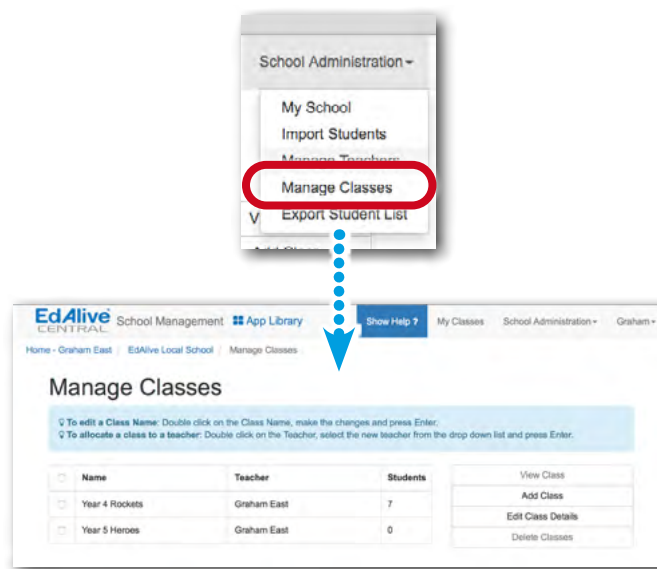 School Administration
My School
Import Students
Manage Teachers
Manage Classes
V Export Student List
Add Class
EdAlive CENTRAL School Management App Library Show Help ? My Classes School Administration Graham
Home - Graham East / EdAlive Local School / Manage Classes
Manage Classes
To edit a Class Name: Double click on the Class Name, make the changes and press Enter.
To allocate a class to a teacher: Double click on the Teacher, select the new teacher from the drop down list and press Enter.
Name Teacher Students View Class
Add Class
Year 4 Rockets Graham East 7
Edit Class Details
Year 5 Heroes Graham East 0
Delete Classes